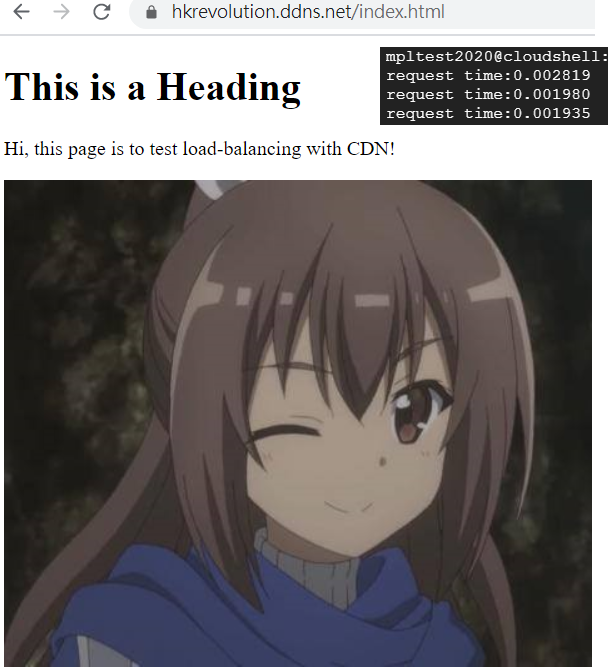 hkrevolution.ddns.net/index.html
mpltest2020@cloudshell:
request time:0.002819
request time:0.001980
request time:0.001935
This is a Heading
Hi, this page is to test load-balancing with CDN!